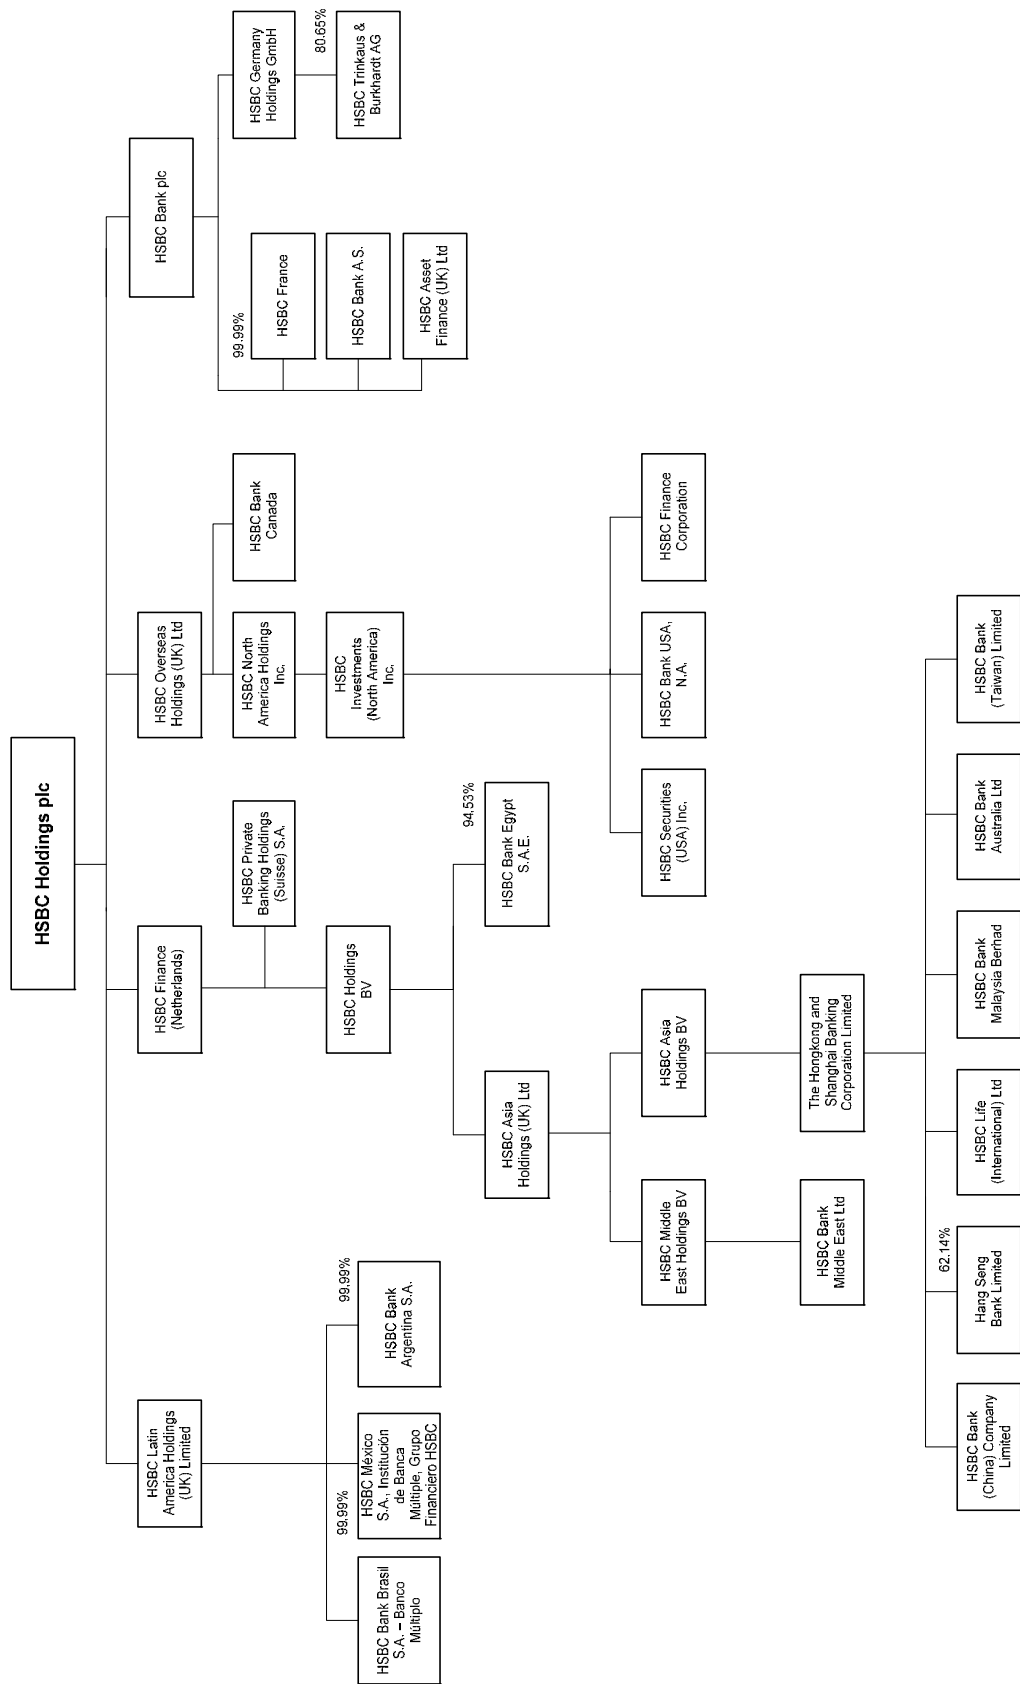 HSBC Holdings plc
HSBC Latin
America Holdings
(UK) Limited
HSBC Finance
(Netherlands)
HSBC Overseas
Holdings (UK) Ltd
HSBC Bank plc
HSBC Private
Banking Holdings
(Suisse) S.A.
HSBC North
America Holdings
Inc.
HSBC Bank
Canada
99.99%
HSBC France
HSBC Germany
Holdings GmbH
HSBC Bank Brasil
S.A. – Banco
Múltiplo
99.99%
HSBC México
S.A., Institución
de Banca
Múltiple, Grupo
Financiero HSBC
99.99%
HSBC Bank
Argentina S.A.
HSBC Holdings
BV
HSBC
Investments
(North America)
Inc.
HSBC Bank A.S.
80.65%
HSBC Trinkaus &
Burkhardt AG
HSBC Asset
Finance (UK) Ltd
HSBC Asia
Holdings (UK) Ltd
94.53%
HSBC Bank Egypt
S.A.E.
HSBC Middle
East Holdings BV
HSBC Asia
Holdings BV
HSBC Securities
(USA) Inc.
HSBC Bank USA,
N.A.
HSBC Finance
Corporation
HSBC Bank
Middle East Ltd
The Hongkong and
Shanghai Banking
Corporation Limited
HSBC Bank
(China) Company
Limited
62.14%
Hang Seng
Bank Limited
HSBC Life
(International) Ltd
HSBC Bank
Malaysia Berhad
HSBC Bank
Australia Ltd
HSBC Bank
(Taiwan) Limited